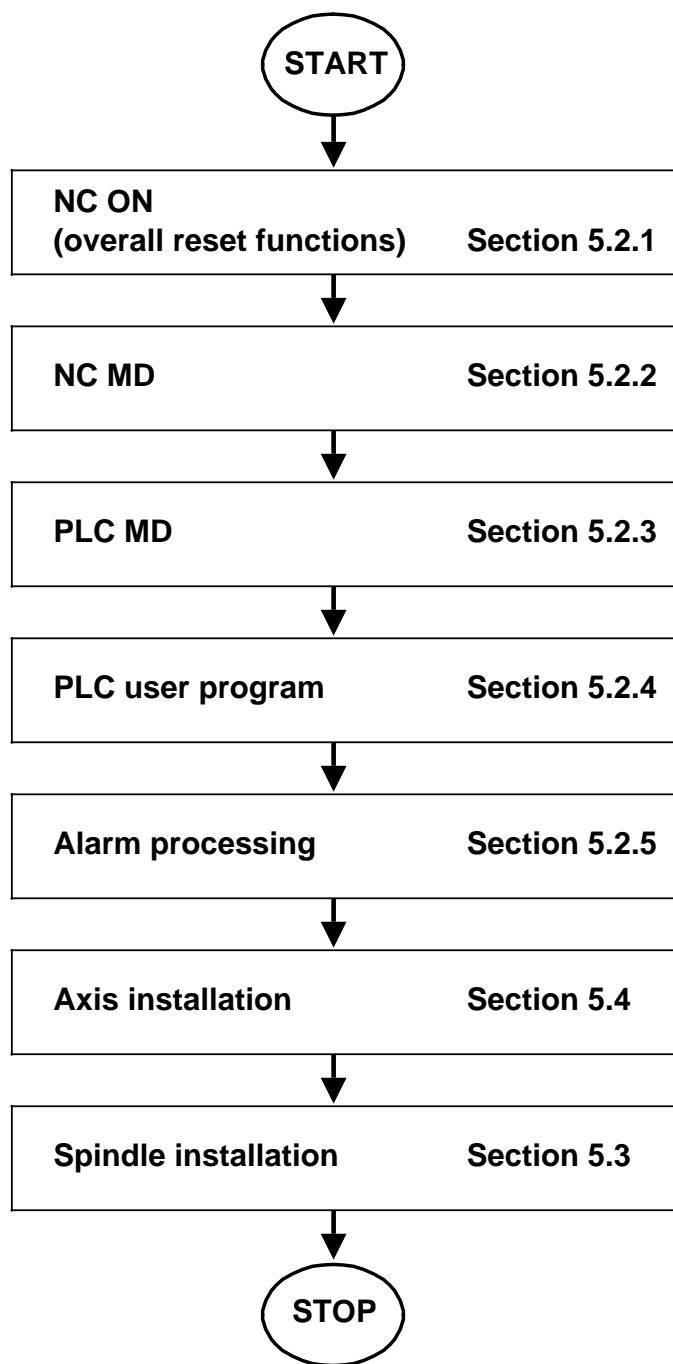 START
NC ON
(overall reset functions) Section 5.2.1
NC MD Section 5.2.2
PLC MD Section 5.2.3
PLC user program Section 5.2.4
Alarm processing Section 5.2.5
Axis installation Section 5.4
Spindle installation Section 5.3
STOP